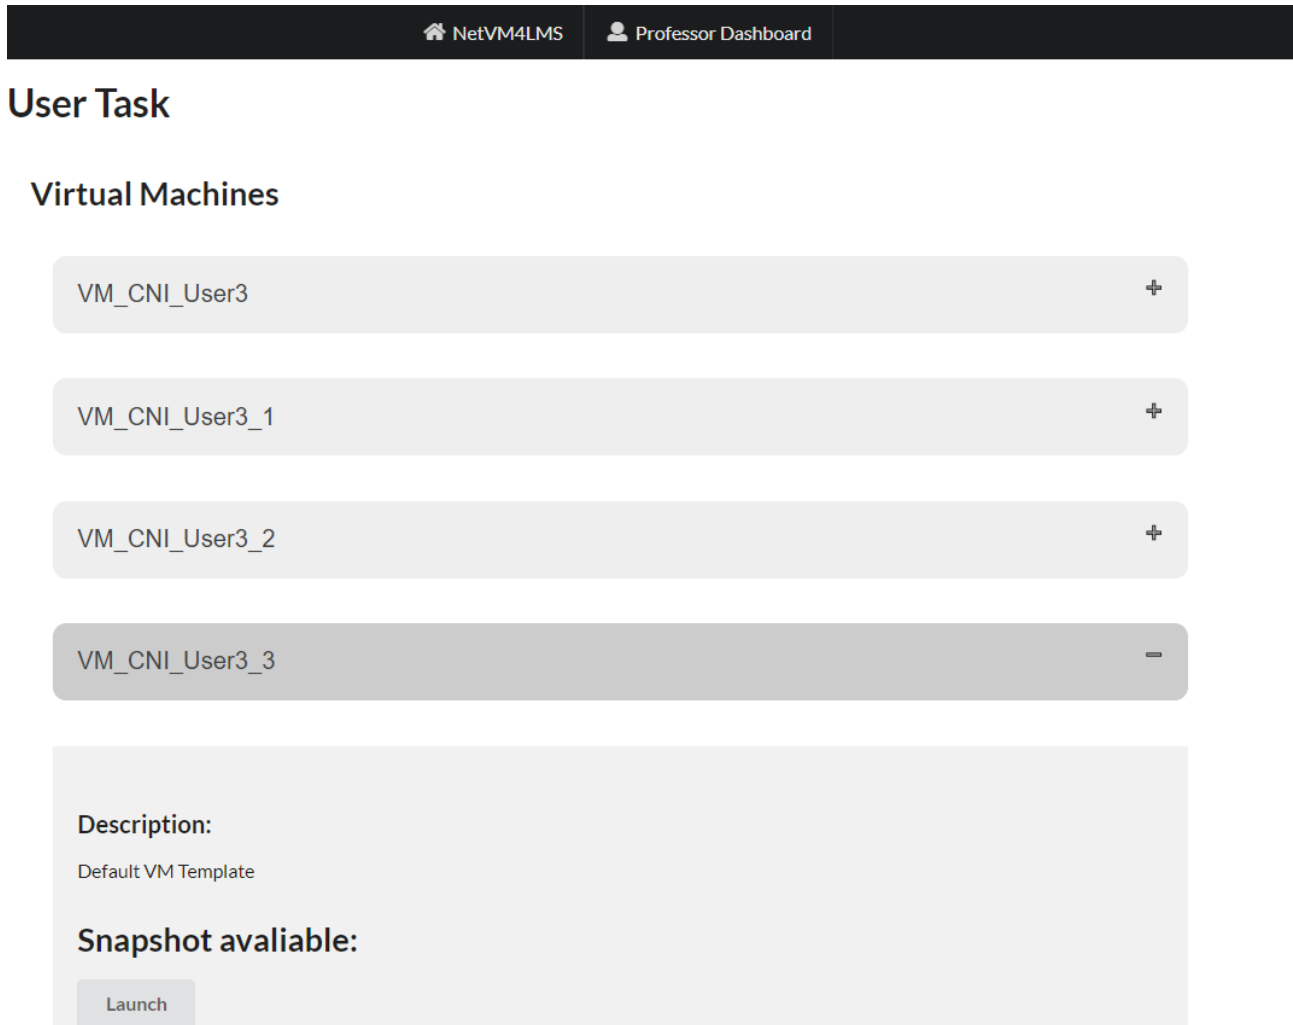 NetVM4LMS Professor Dashboard
User Task
Virtual Machines
VM_CNI_User3
VM_CNI_User3_1
VM_CNI_User3_2
VM_CNI_User3_3
Description:
Default VM Template
Snapshot avaliable:
Launch